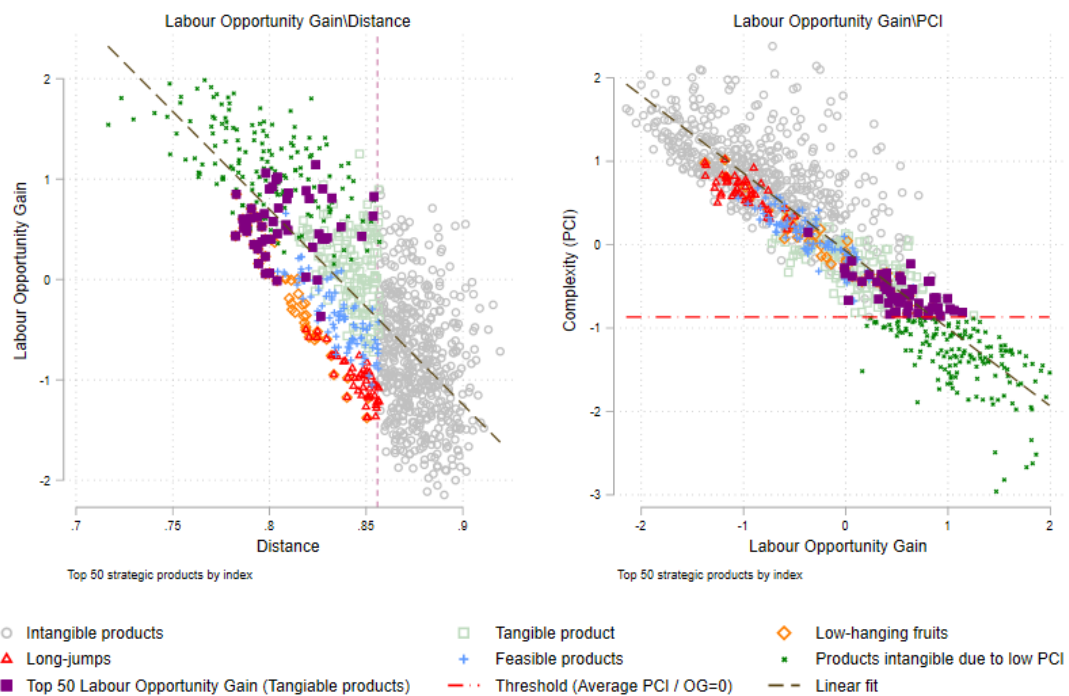 Labour Opportunity Gain\Distance
Labour Opportunity Gain
2
1
0
-1
-2
.7
.75
.8
.85
.9
Distance
Top 50 strategic products by index
Labour Opportunity Gain\PCI
Complexity (PCI)
2
1
0
-1
-2
-3
-2
-1
0
1
2
Labour Opportunity Gain
Top 50 strategic products by index
Intangible products
Tangible product
Low-hanging fruits
Long-jumps
Feasible products
Products intangible due to low PCI
Top 50 Labour Opportunity Gain (Tangiable products)
Threshold (Average PCI / OG=0)
Linear fit